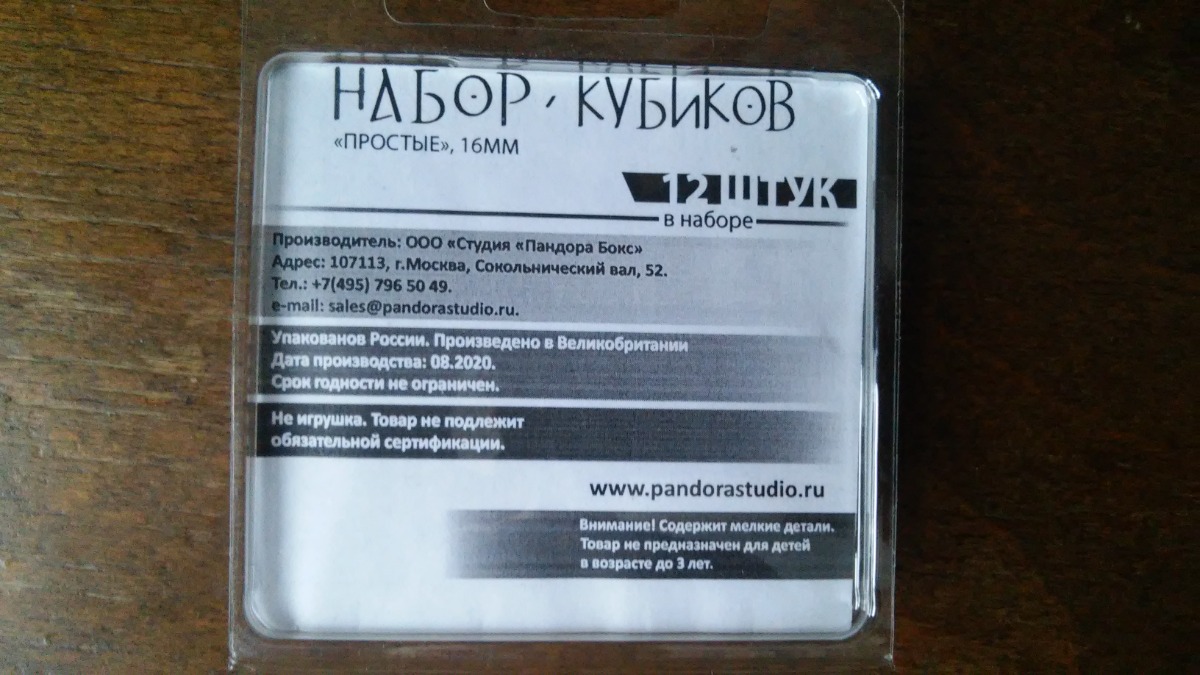 НАБОР КУБИКОВ
«ПРОСТЫЕ», 16ММ
12 ШТУК
в наборе
Производитель: ООО «Студия «Пандора Бокс»
Адрес: 107113, г.Москва, Сокольнический вал, 52.
Тел.: +7(495) 796 50 49.
e-mail: sales@pandorastudio.ru.
Упакованов России. Произведено в Великобритании
Дата производства: 08.2020.
Срок годности не ограничен.
Не игрушка. Товар не подлежит
обязательной сертификации.
www.pandorastudio.ru
Внимание! Содержит мелкие детали.
Товар не предназначен для детей
в возрасте до 3 лет.